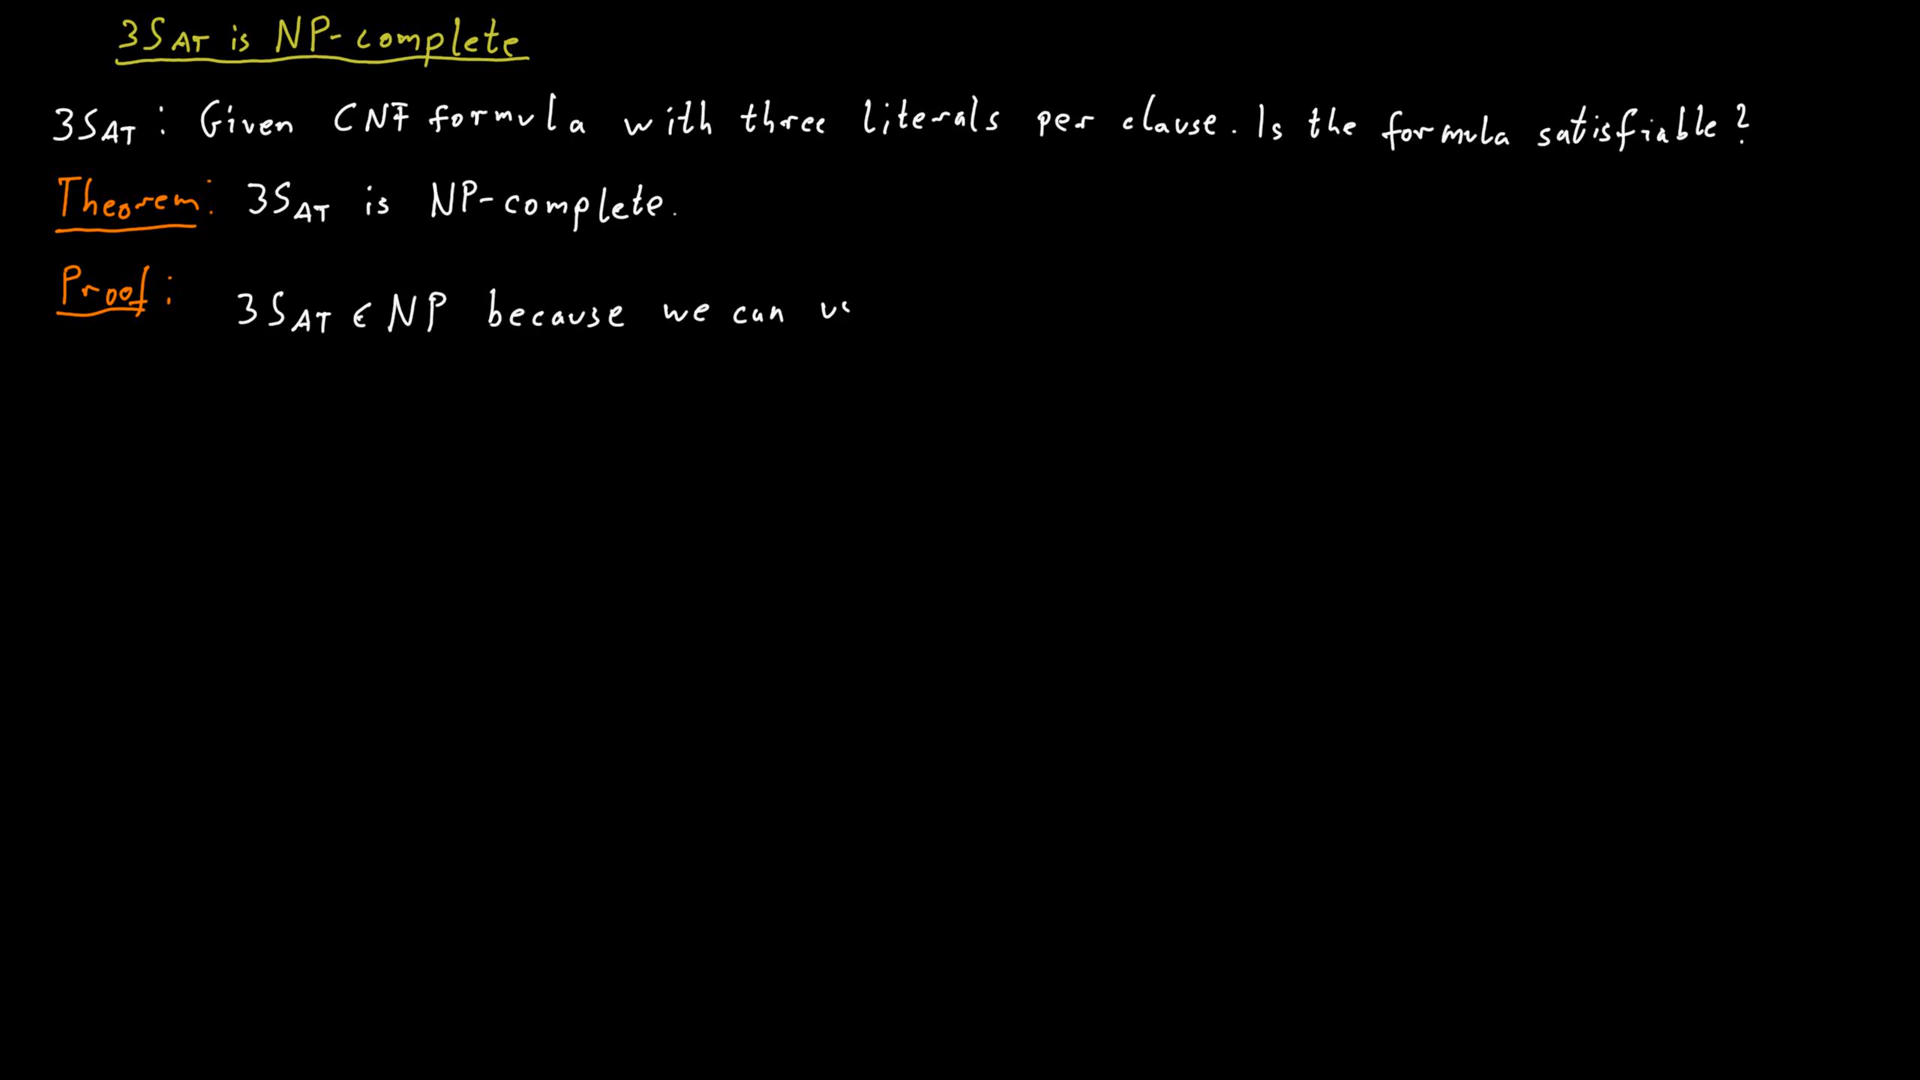 3SAT is NP-complete
3SAT: Given CNF formula with three literals per clause. Is the formula satisfiable?
Theorem: 3SAT is NP-complete.
Proof:
3SAT ∈ NP because we can